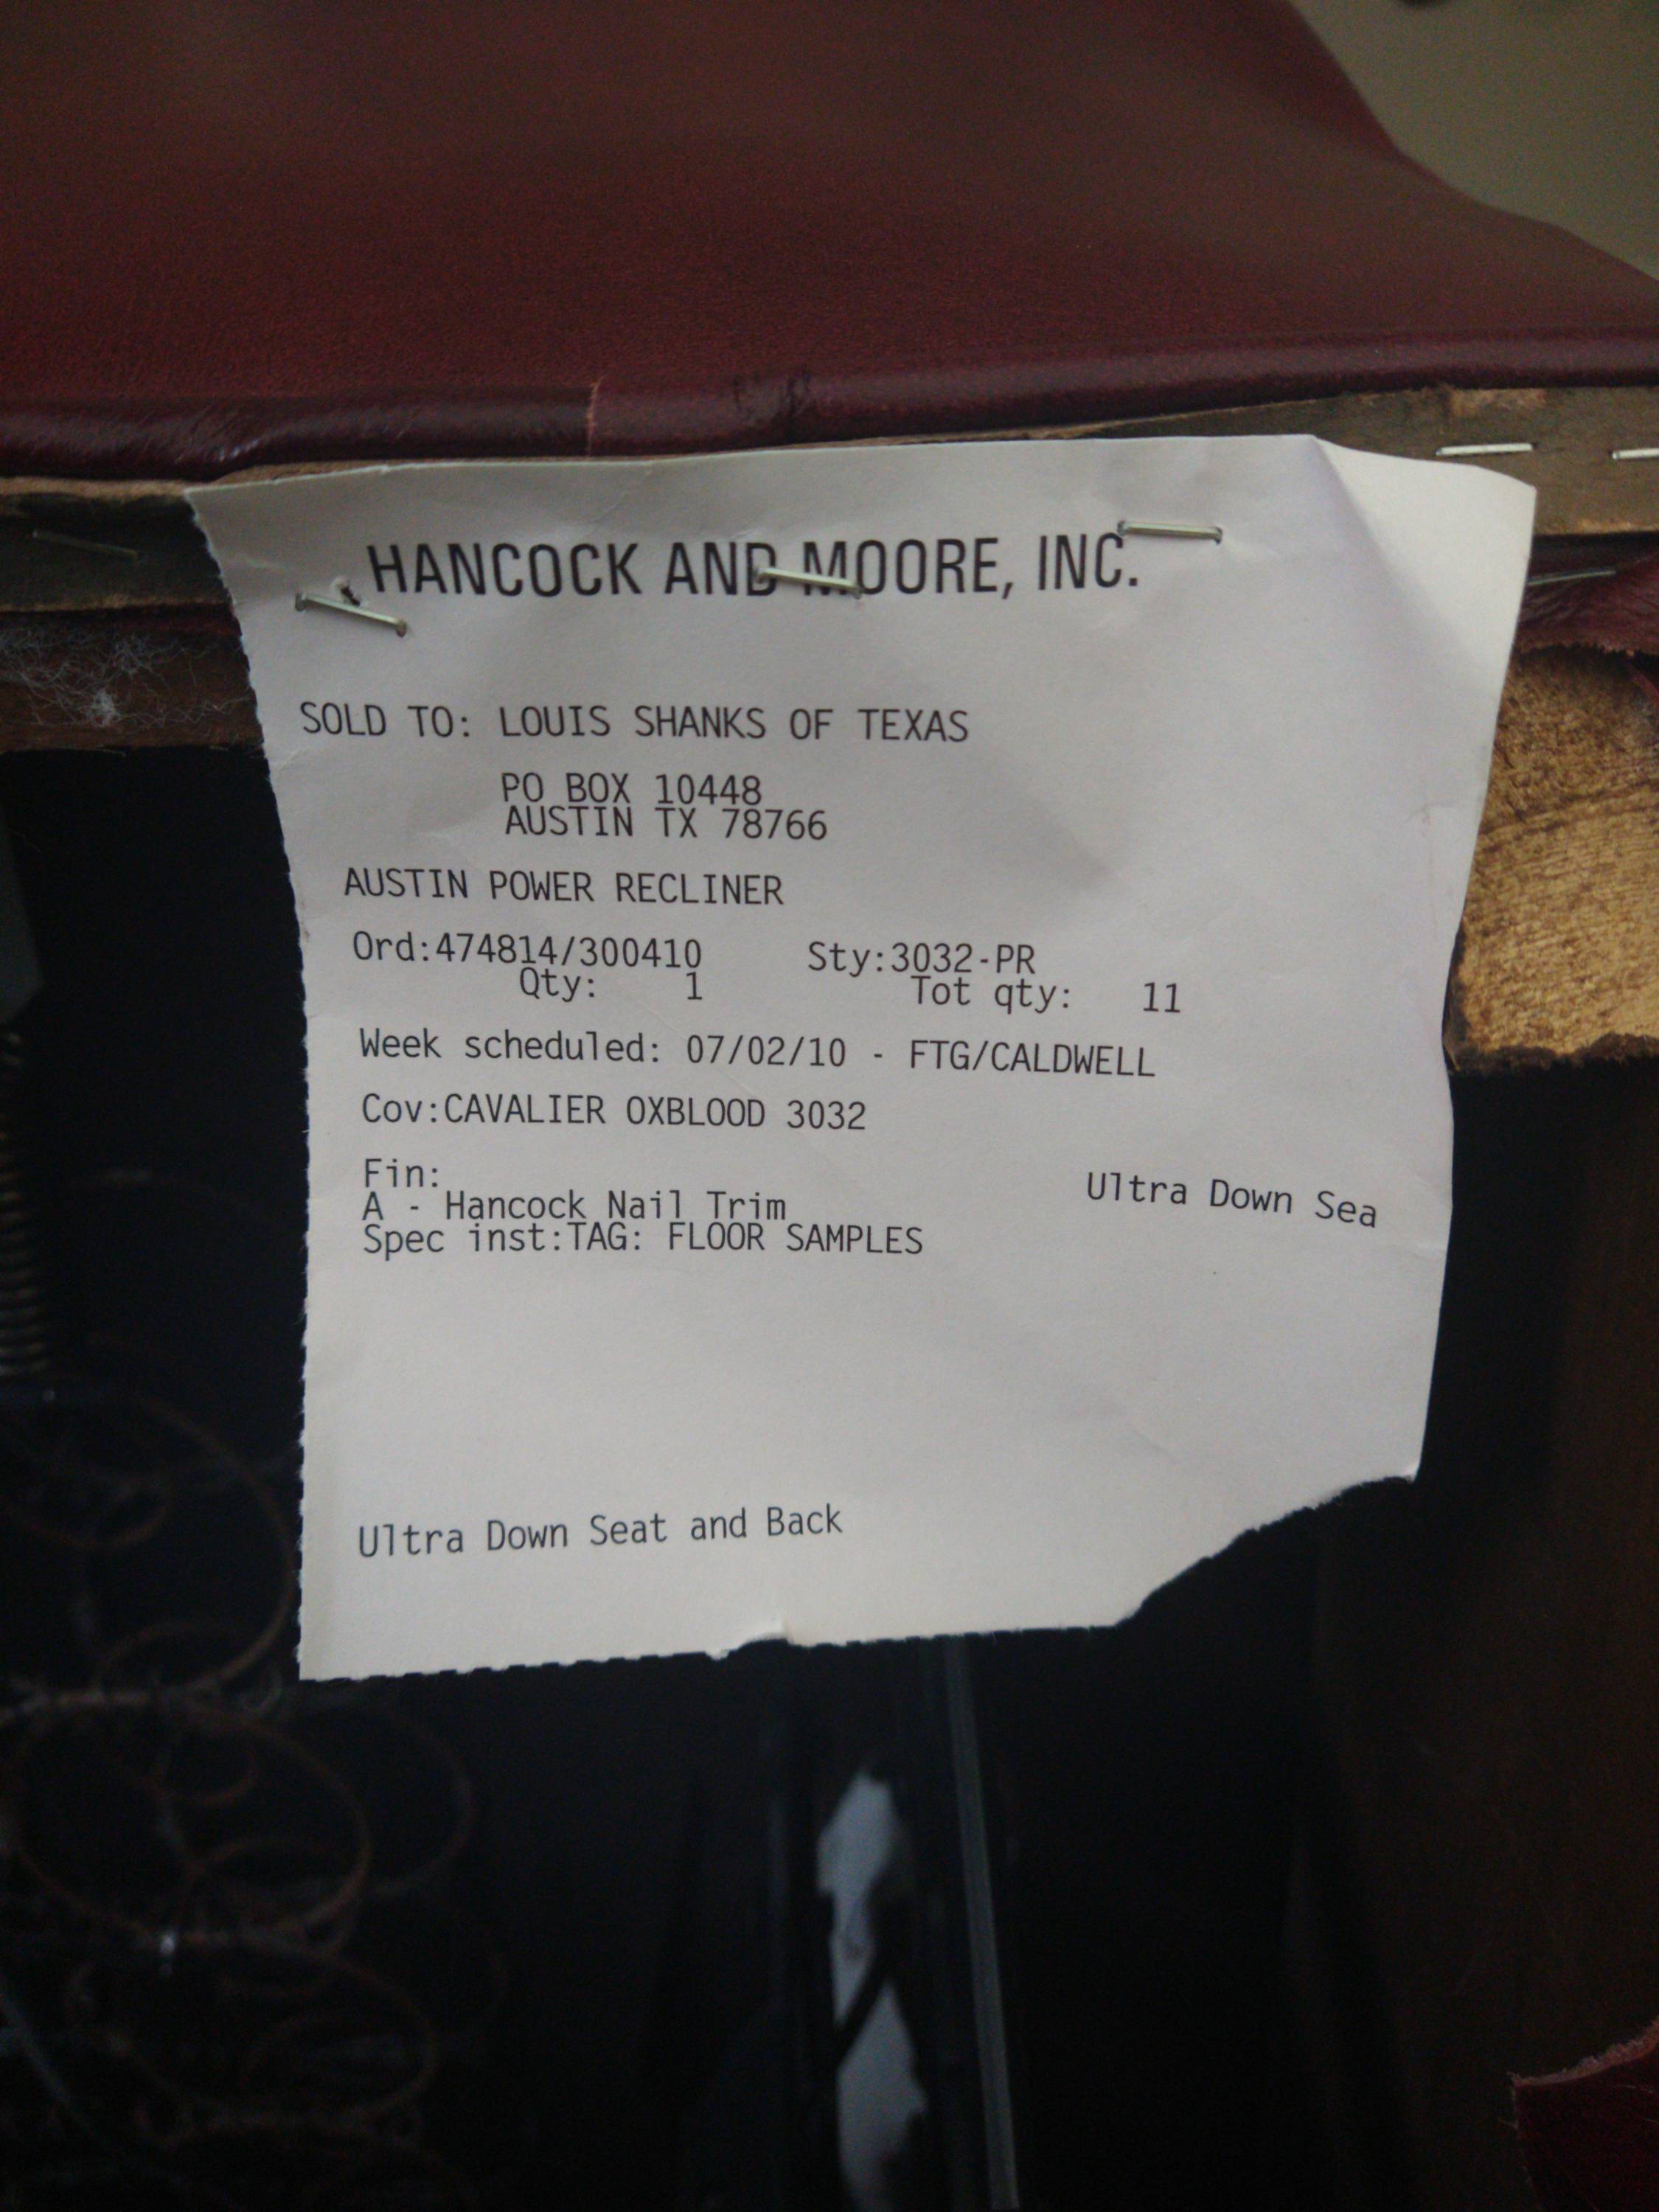 HANCOCK AND MOORE, INC.
SOLD TO: LOUIS SHANKS OF TEXAS
PO BOX 10448
AUSTIN TX 78766
AUSTIN POWER RECLINER
Ord:474814/300410 Sty:3032-PR
Qty: 1 Tot qty: 11
Week scheduled: 07/02/10 - FTG/CALDWELL
Cov:CAVALIER OXBLOOD 3032
Fin:
A - Hancock Nail Trim Ultra Down Sea
Spec inst:TAG: FLOOR SAMPLES
Ultra Down Seat and Back